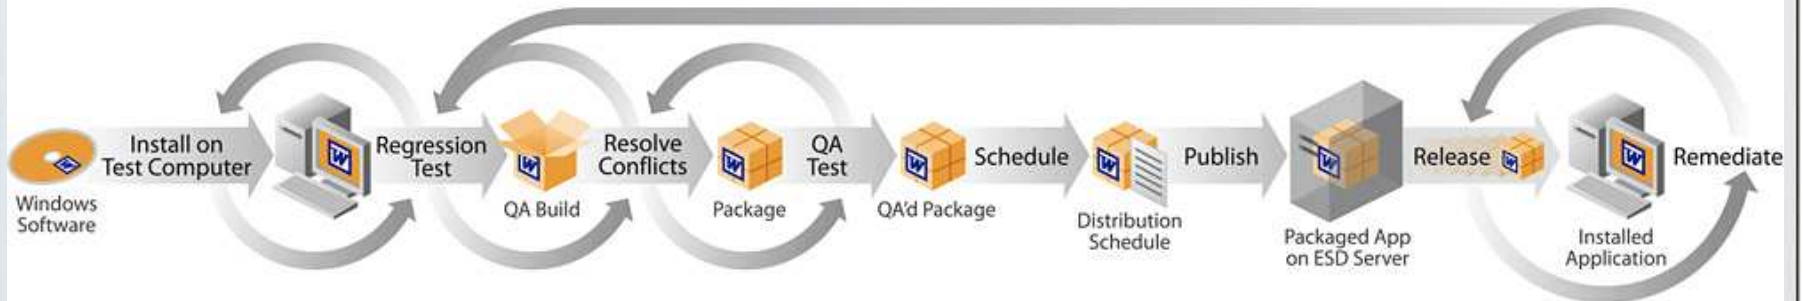 Windows
Software
Install on
Test Computer
W
Regression
Test
W
QA Build
Resolve
Conflicts
W
Package
QA
Test
W
QA'd Package
Schedule
W
Distribution
Schedule
Publish
W
Packaged App
on ESD Server
Release
W
W
Installed
Application
Remediate